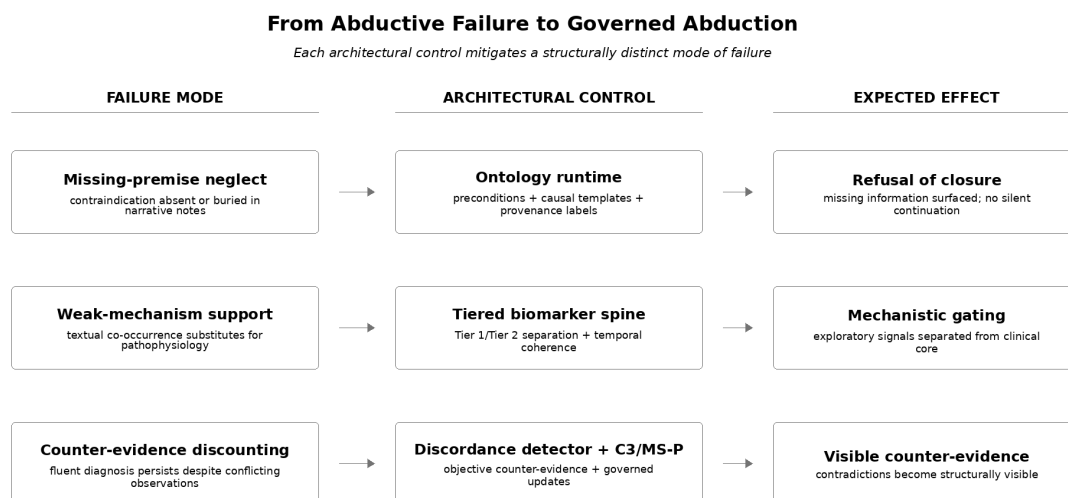 From Abductive Failure to Governed Abduction
Each architectural control mitigates a structurally distinct mode of failure
FAILURE MODE
ARCHITECTURAL CONTROL
EXPECTED EFFECT
Missing-premise neglect
contraindication absent or buried in
narrative notes
Ontology runtime
preconditions + causal templates +
provenance labels
Refusal of closure
missing information surfaced; no silent
continuation
Weak-mechanism support
textual co-occurrence substitutes for
pathophysiology
Tiered biomarker spine
Tier 1/Tier 2 separation + temporal
coherence
Mechanistic gating
exploratory signals separated from clinical
core
Counter-evidence discounting
fluent diagnosis persists despite conflicting
observations
Discordance detector + C3/MS-P
objective counter-evidence + governed
updates
Visible counter-evidence
contradictions become structurally visible